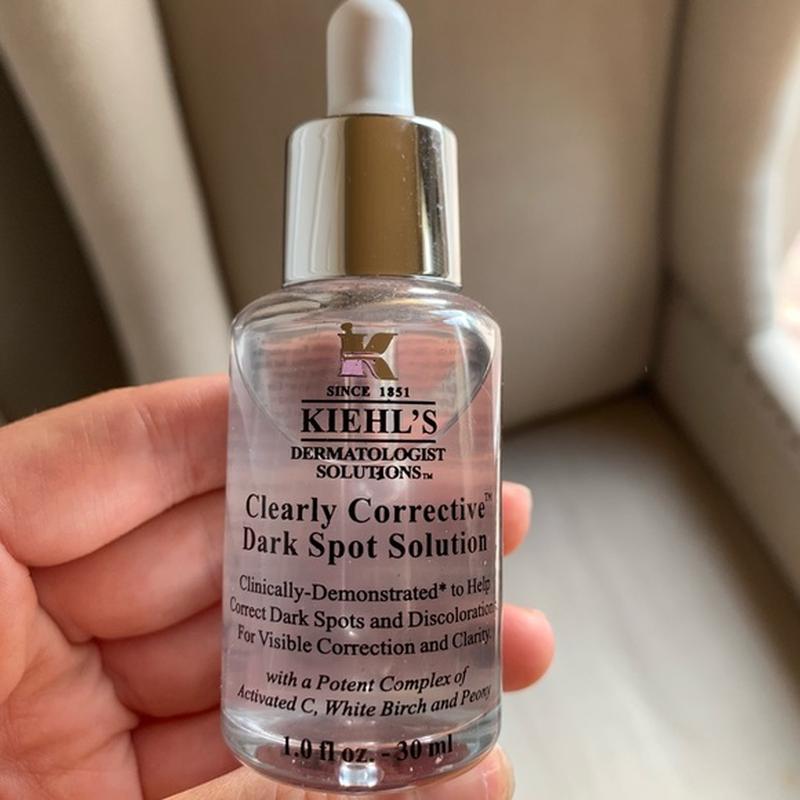 SINCE 1851
KIEHL'S
DERMATOLOGIST
SOLUTIONS™
Clearly Corrective™
Dark Spot Solution
Clinically-Demonstrated* to Help
Correct Dark Spots and Discolorations
For Visible Correction and Clarity.
with a Potent Complex of
Activated C, White Birch and Peony
1.0 fl oz. - 30 ml